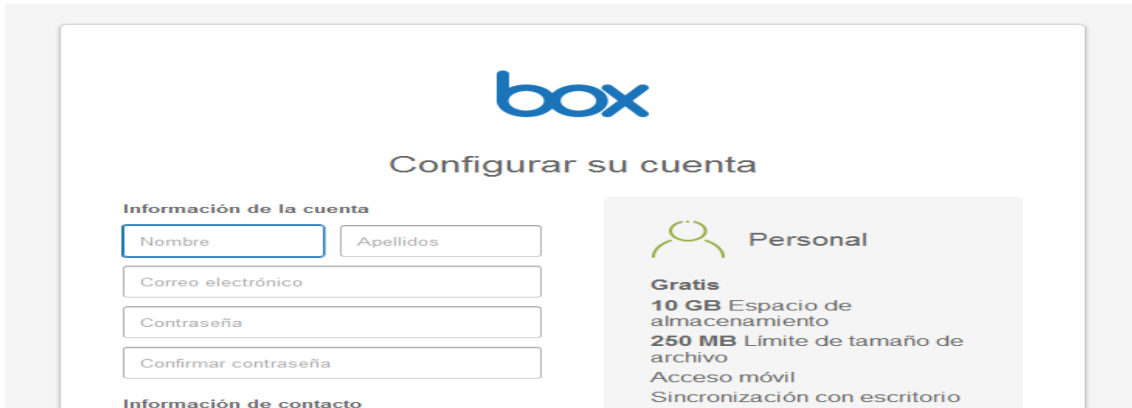 box
Configurar su cuenta
Información de la cuenta
Nombre
Apellidos
Correo electrónico
Contraseña
Confirmar contraseña
Información de contacto
Personal
Gratis
10 GB Espacio de
almacenamiento
250 MB Límite de tamaño de
archivo
Acceso móvil
Sincronización con escritorio